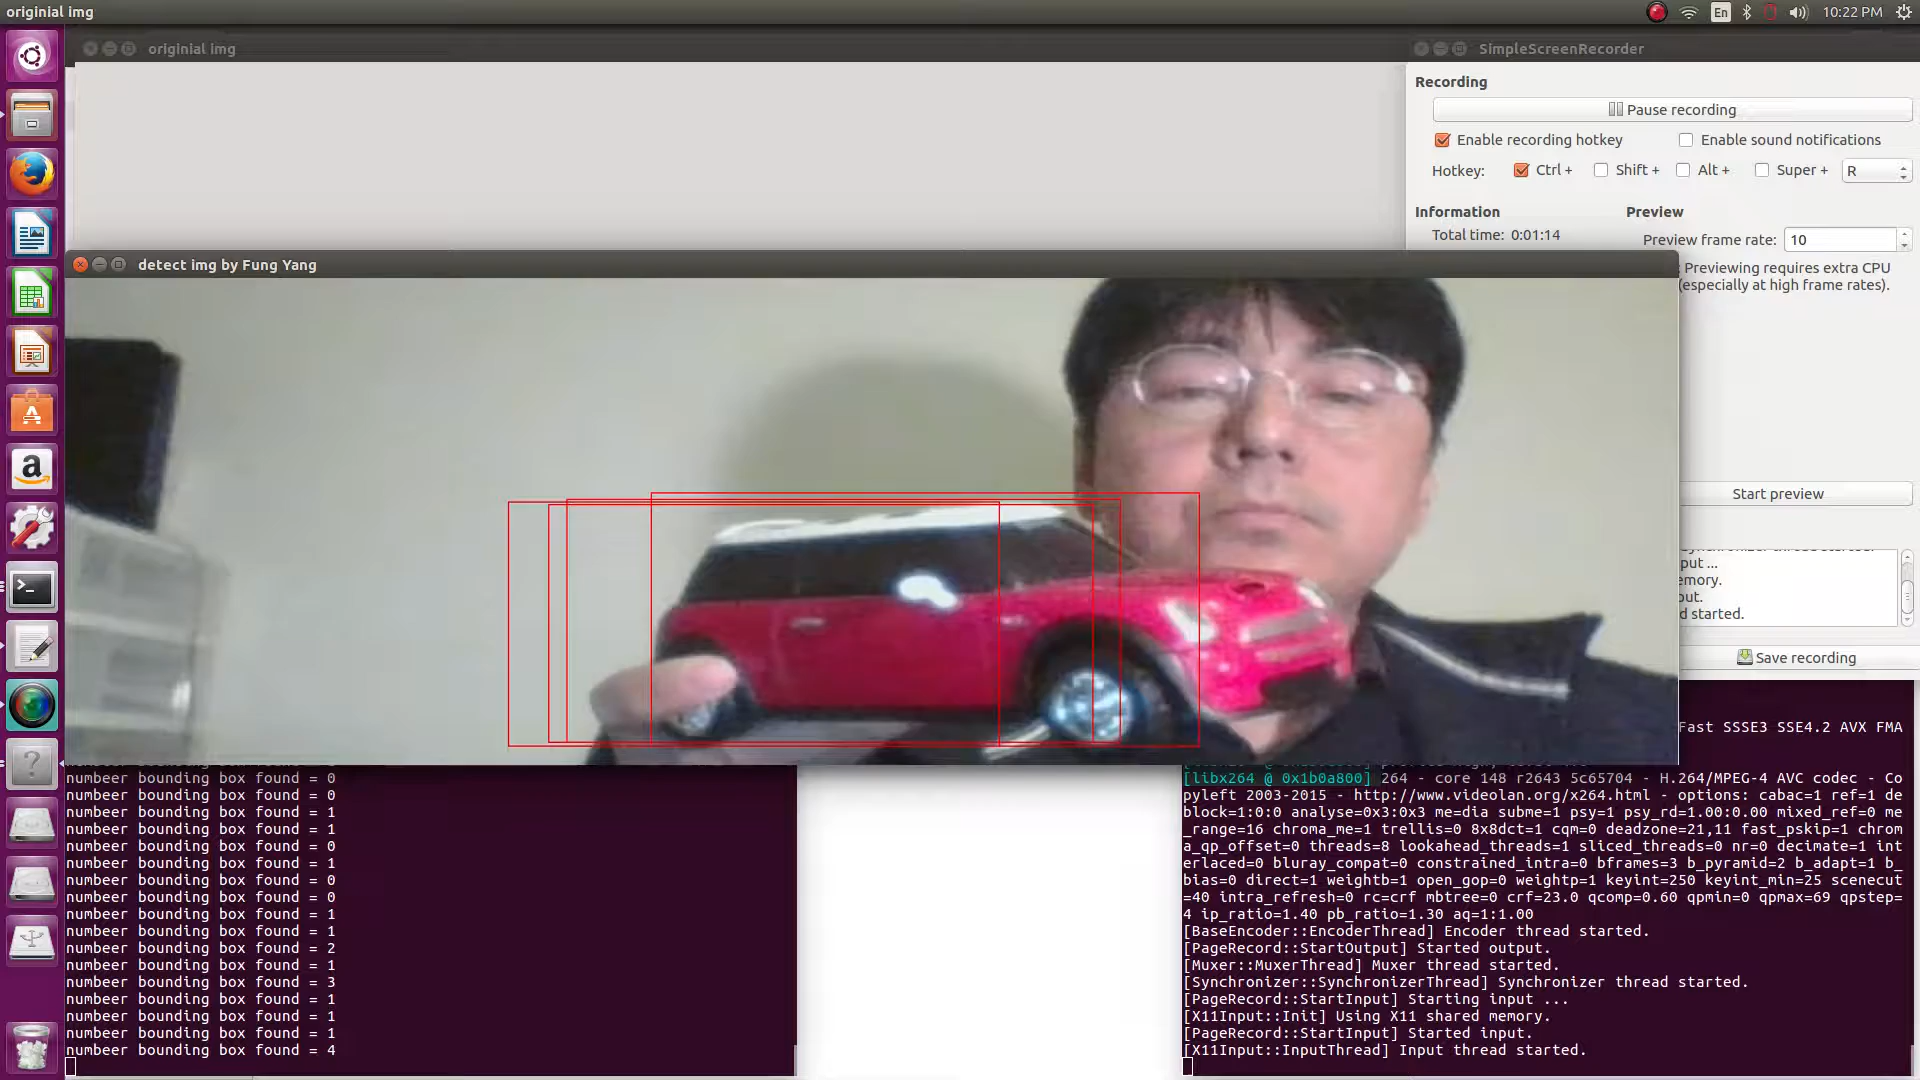 originial img
En
10:22 PM
originial img
SimpleScreenRecorder
Recording
Pause recording
Enable recording hotkey
Enable sound notifications
Hotkey:
Ctrl +
Shift +
Alt +
Super +
R
Information
Preview
Total time: 0:01:14
Preview frame rate: 10
detect img by Fung Yang
Previewing requires extra CPU
(especially at high frame rates).
Start preview
put ...
emory.
out.
d started.
Save recording
numbeer bounding box found = 0
numbeer bounding box found = 0
numbeer bounding box found = 1
numbeer bounding box found = 1
numbeer bounding box found = 0
numbeer bounding box found = 1
numbeer bounding box found = 0
numbeer bounding box found = 0
numbeer bounding box found = 1
numbeer bounding box found = 1
numbeer bounding box found = 2
numbeer bounding box found = 1
numbeer bounding box found = 3
numbeer bounding box found = 1
numbeer bounding box found = 1
numbeer bounding box found = 1
numbeer bounding box found = 4
Fast SSSE3 SSE4.2 AVX FMA
[libx264 @ 0x1b0a800] 264 - core 148 r2643 5c65704 - H.264/MPEG-4 AVC codec - Co
pyleft 2003-2015 - http://www.videolan.org/x264.html - options: cabac=1 ref=1 de
block=1:0:0 analyse=0x3:0x3 me=dia subme=1 psy=1 psy_rd=1.00:0.00 mixed_ref=0 me
_range=16 chroma_me=1 trellis=0 8x8dct=1 cqm=0 deadzone=21,11 fast_pskip=1 chrom
a_qp_offset=0 threads=8 lookahead_threads=1 sliced_threads=0 nr=0 decimate=1 int
erlaced=0 bluray_compat=0 constrained_intra=0 bframes=3 b_pyramid=2 b_adapt=1 b_
bias=0 direct=1 weightb=1 open_gop=0 weightp=1 keyint=250 keyint_min=25 scenecut
=40 intra_refresh=0 rc=crf mbtree=0 crf=23.0 qcomp=0.60 qpmin=0 qpmax=69 qpstep=
4 ip_ratio=1.40 pb_ratio=1.30 aq=1:1.00
[BaseEncoder::EncoderThread] Encoder thread started.
[PageRecord::StartOutput] Started output.
[Muxer::MuxerThread] Muxer thread started.
[Synchronizer::SynchronizerThread] Synchronizer thread started.
[PageRecord::StartInput] Starting input ...
[X11Input::Init] Using X11 shared memory.
[PageRecord::StartInput] Started input.
[X11Input::InputThread] Input thread started.